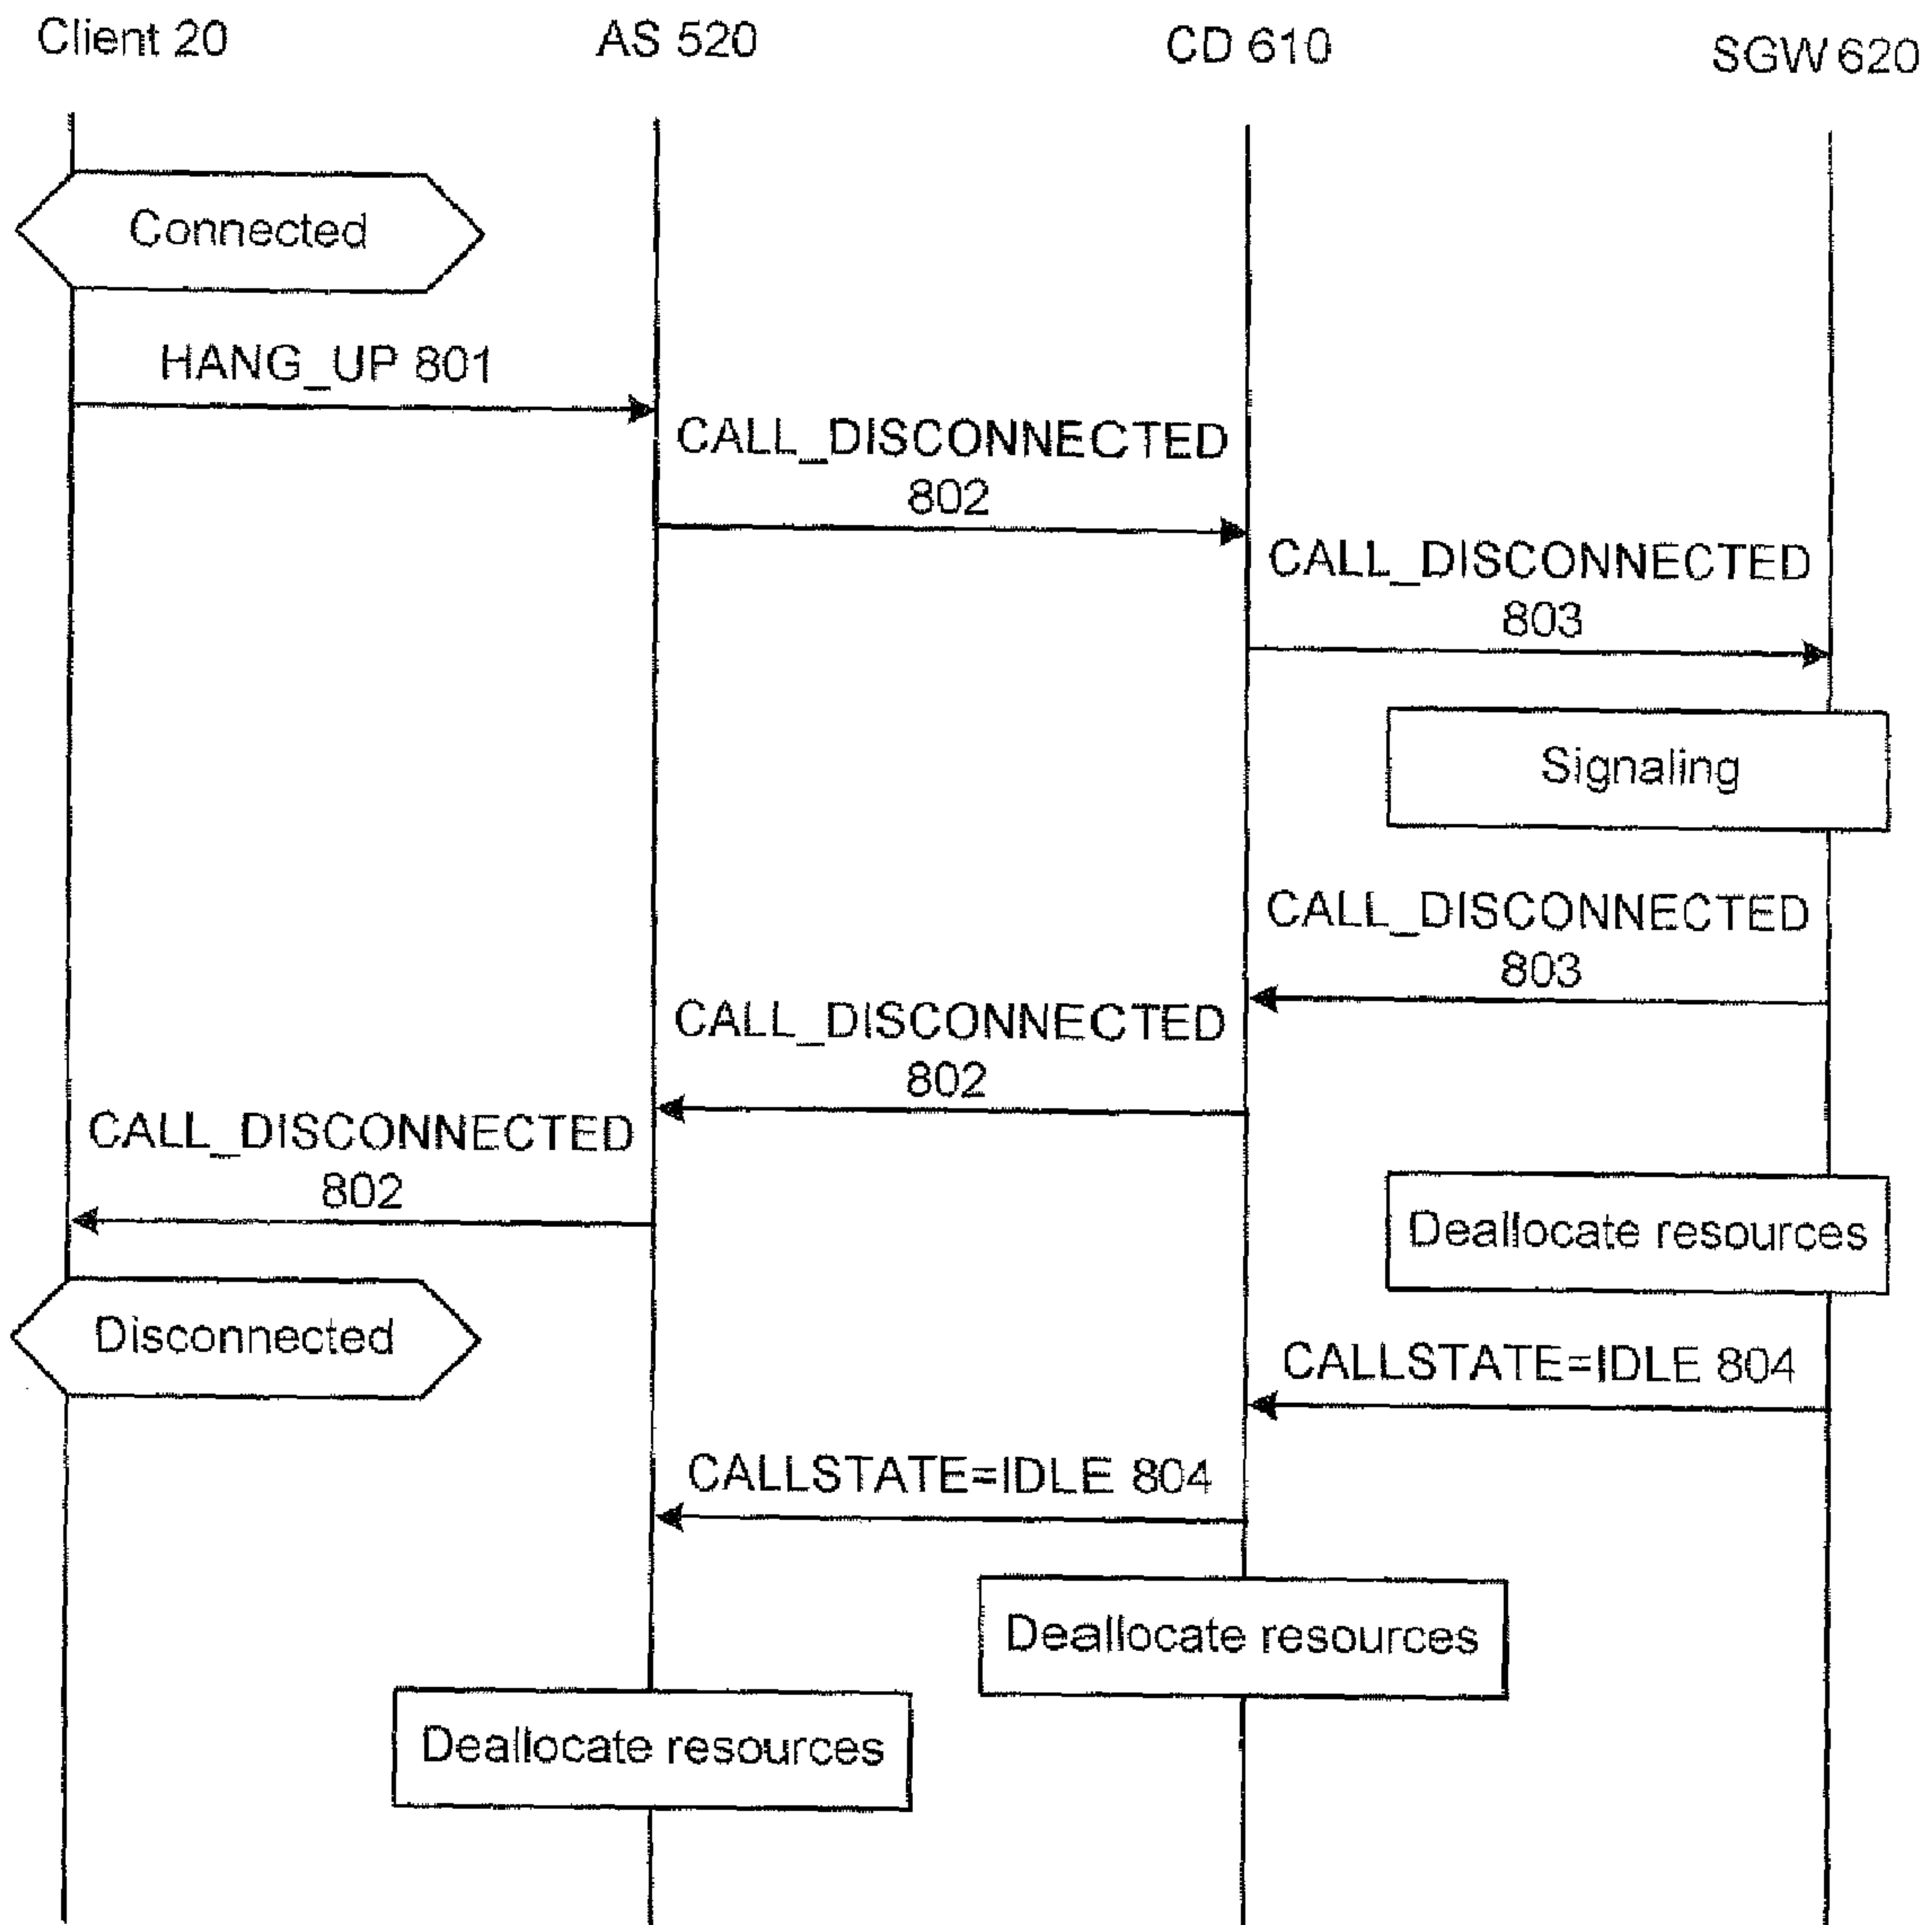 Client 20
AS 520
CD 610
SGW 620
Connected
HANG_UP 801
CALL_DISCONNECTED
802
CALL_DISCONNECTED
803
Signaling
CALL_DISCONNECTED
803
CALL_DISCONNECTED
802
CALL_DISCONNECTED
802
Deallocate resources
Disconnected
CALLSTATE=IDLE 804
CALLSTATE=IDLE 804
Deallocate resources
Deallocate resources